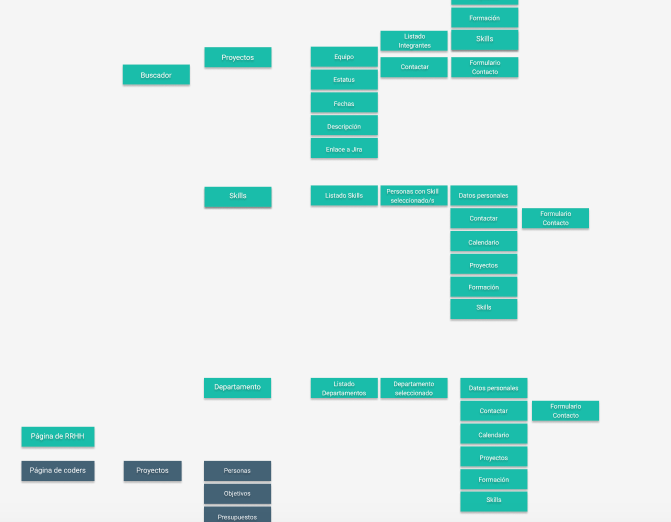 Formación
Listado
Integrantes
Skills
Proyectos
Equipo
Contactar
Formulario
Contacto
Buscador
Estatus
Fechas
Descripción
Enlace a Jira
Skills
Listado Skills
Personas con Skill
seleccionado/s
Datos personales
Contactar
Formulario
Contacto
Calendario
Proyectos
Formación
Skills
Departamento
Listado
Departamentos
Departamento
seleccionado
Datos personales
Contactar
Formulario
Contacto
Calendario
Proyectos
Formación
Skills
Página de RRHH
Página de coders
Proyectos
Personas
Objetivos
Presupuestos